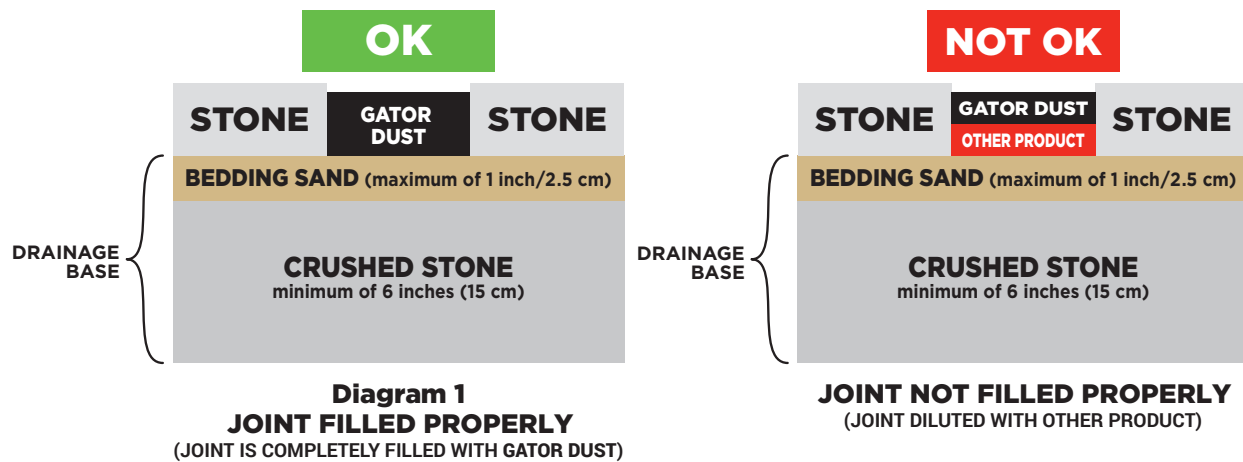 OK
STONE
GATOR
DUST
STONE
BEDDING SAND (maximum of 1 inch/2.5 cm)
DRAINAGE
BASE
CRUSHED STONE
minimum of 6 inches (15 cm)
Diagram 1
JOINT FILLED PROPERLY
(JOINT IS COMPLETELY FILLED WITH GATOR DUST)
NOT OK
STONE
GATOR DUST
OTHER PRODUCT
STONE
BEDDING SAND (maximum of 1 inch/2.5 cm)
DRAINAGE
BASE
CRUSHED STONE
minimum of 6 inches (15 cm)
JOINT NOT FILLED PROPERLY
(JOINT DILUTED WITH OTHER PRODUCT)